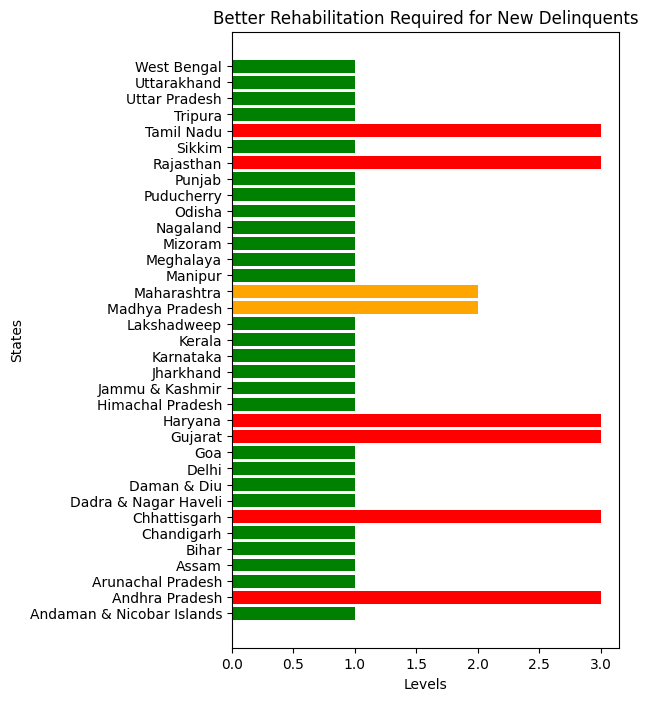 Better Rehabilitation Required for New Delinquents
West Bengal
Uttarakhand
Uttar Pradesh
Tripura
Tamil Nadu
Sikkim
Rajasthan
Punjab
Puducherry
Odisha
Nagaland
Mizoram
Meghalaya
Manipur
Maharashtra
Madhya Pradesh
Lakshadweep
Kerala
Karnataka
Jharkhand
Jammu & Kashmir
Himachal Pradesh
Haryana
Gujarat
Goa
Delhi
Daman & Diu
Dadra & Nagar Haveli
Chhattisgarh
Chandigarh
Bihar
Assam
Arunachal Pradesh
Andhra Pradesh
Andaman & Nicobar Islands
States
0.0 0.5 1.0 1.5 2.0 2.5 3.0
Levels